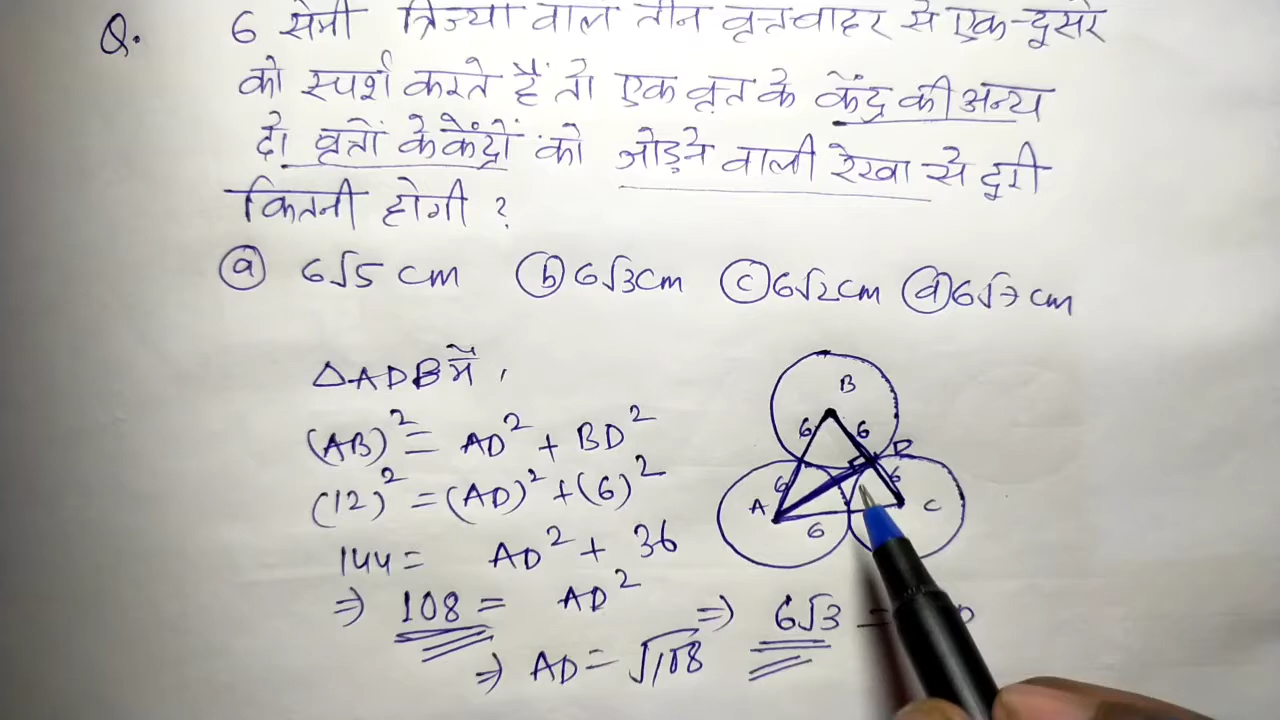 Q. 6 सेमी त्रिज्या वाले तीन वृत्त बाहर से एक-दूसरे
को स्पर्श करते हैं तो एक वृत्त के केंद्र की अन्य
दो वृत्तों के केंद्रों को जोड़ने वाली रेखा से दूरी
कितनी होगी ?
(a) 6√5 cm (b) 6√3 cm (c) 6√2 cm (d) 6√7 cm
△ADB में ,
(AB)² = AD² + BD²
(12)² = (AD)² + (6)²
144 = AD² + 36
⇒ 108 = AD²
⇒ AD = √108 ⇒ 6√3 =
B
6 6
D
6 6
A C
6